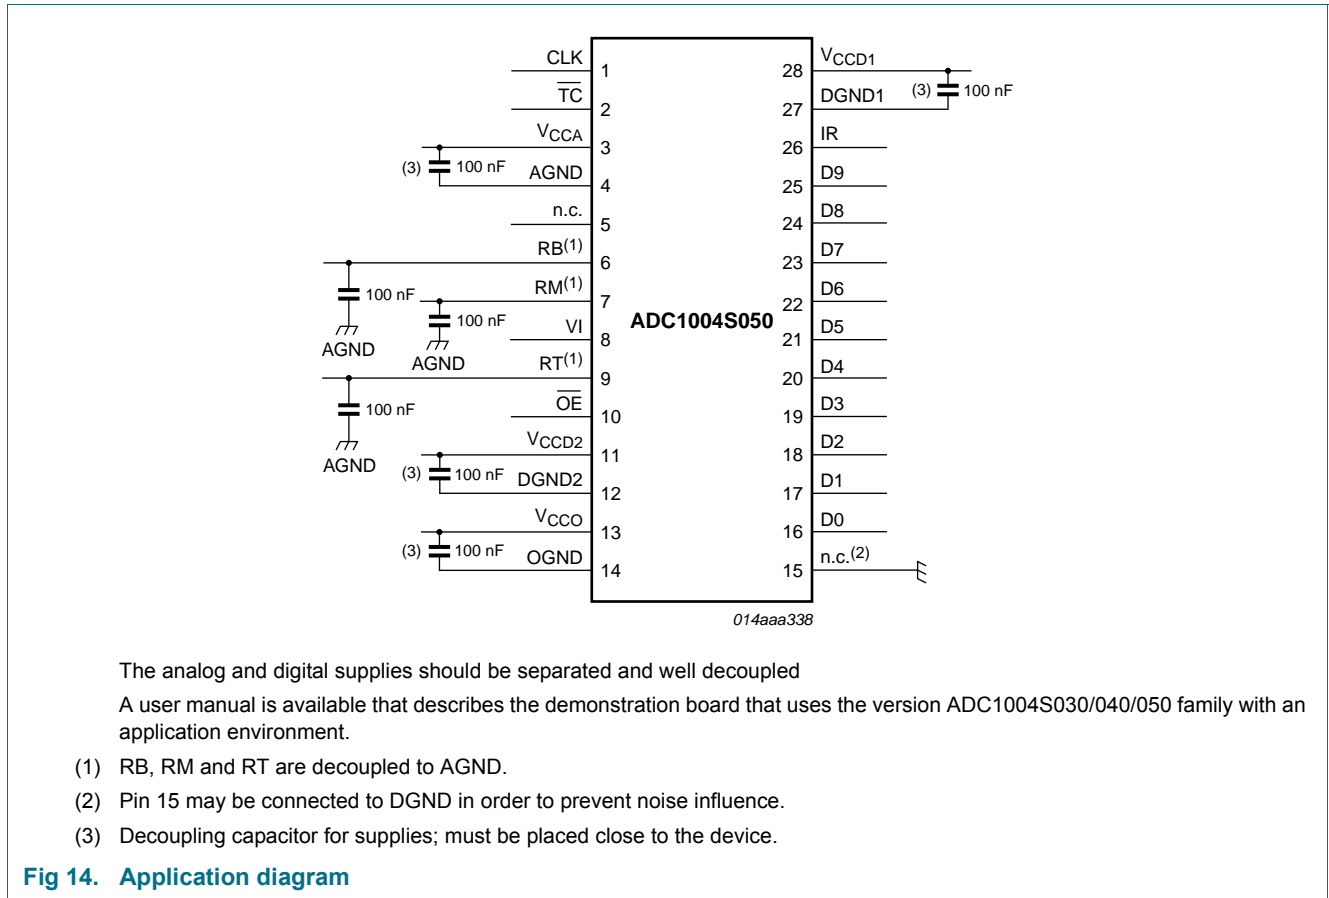 CLK 1
TC 2
VCCA 3
(3) 100 nF
AGND 4
n.c. 5
RB(1) 6
100 nF
AGND
RM(1) 7
100 nF
AGND
VI 8
RT(1) 9
100 nF
AGND
OE 10
VCCD2 11
(3) 100 nF
DGND2 12
VCCO 13
(3) 100 nF
OGND 14
ADC1004S050
28 VCCD1
(3) 100 nF
27 DGND1
26 IR
25 D9
24 D8
23 D7
22 D6
21 D5
20 D4
19 D3
18 D2
17 D1
16 D0
15 n.c.(2)
014aaa338
The analog and digital supplies should be separated and well decoupled
A user manual is available that describes the demonstration board that uses the version ADC1004S030/040/050 family with an
application environment.
(1) RB, RM and RT are decoupled to AGND.
(2) Pin 15 may be connected to DGND in order to prevent noise influence.
(3) Decoupling capacitor for supplies; must be placed close to the device.
Fig 14. Application diagram